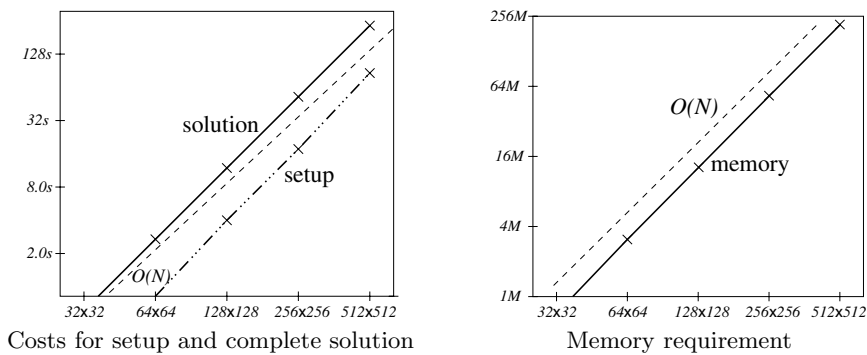 128s
32s
8.0s
2.0s
solution
setup
O(N)
32x32
64x64
128x128
256x256
512x512
Costs for setup and complete solution
256M
64M
16M
4M
1M
O(N)
memory
32x32
64x64
128x128
256x256
512x512
Memory requirement